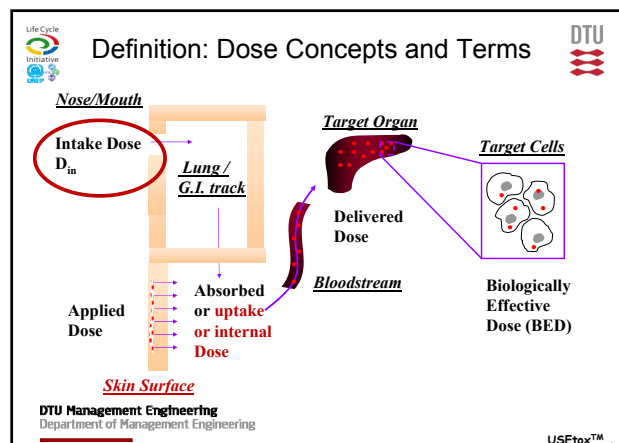 Life Cycle
Initiative
UNEP
DTU
Definition: Dose Concepts and Terms
Nose/Mouth
Intake Dose
Din
Lung /
G.I. track
Target Organ
Target Cells
Delivered
Dose
Bloodstream
Applied
Dose
Absorbed
or uptake
or internal
Dose
Biologically
Effective
Dose (BED)
Skin Surface
DTU Management Engineering
Department of Management Engineering
USEtox™